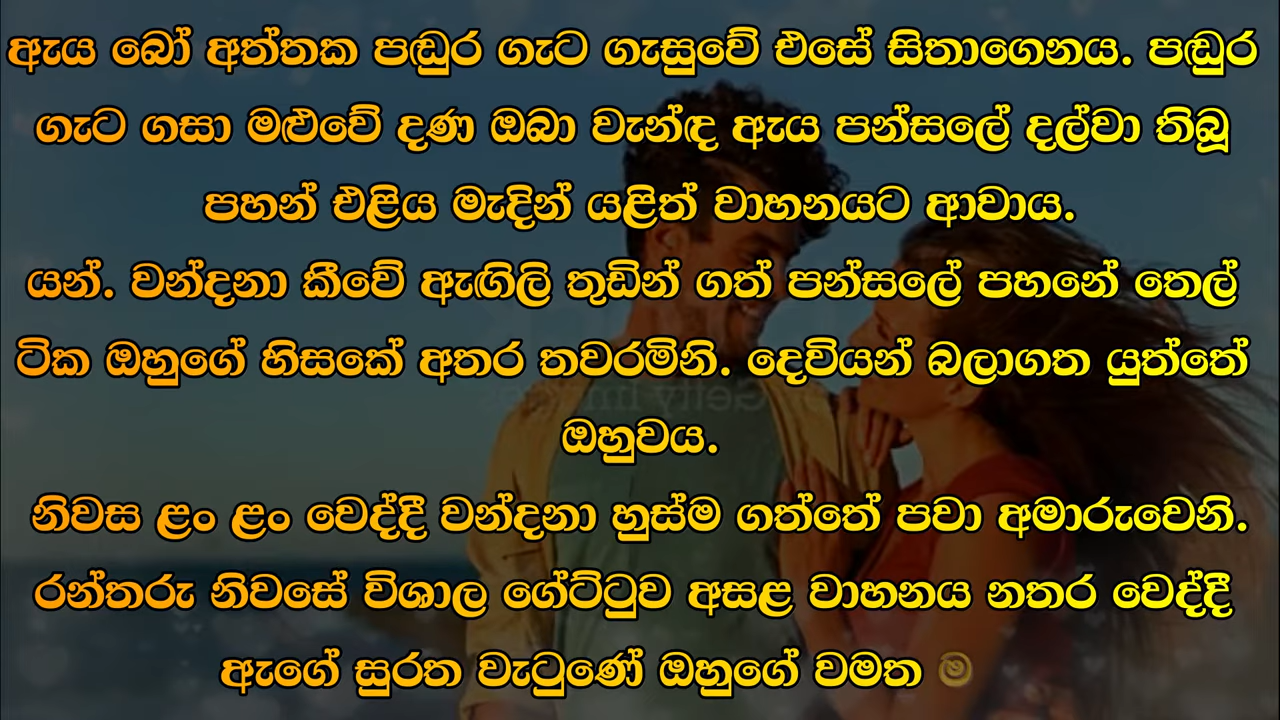 ඇය බෝ අත්තක පඬුර ගැට ගැසුවේ එසේ සිතාගෙනය. පඬුර
ගැට ගසා මළුවේ දණ ඔබා වැන්ඳ ඇය පන්සලේ දල්වා තිබූ
පහන් එළිය මැදින් යළිත් වාහනයට ආවාය.
යන්. වන්දනා කීවේ ඇඟිලි තුඩින් ගත් පන්සලේ පහනේ තෙල්
ටික ඔහුගේ හිසකේ අතර තවරමිනි. දෙවියන් බලාගත යුත්තේ
ඔහුවය.
නිවස ළං ළං වෙද්දී වන්දනා හුස්ම ගත්තේ පවා අමාරුවෙනි.
රන්තරු නිවසේ විශාල ගේට්ටුව අසළ වාහනය නතර වෙද්දී
ඇගේ සුරත වැටුණේ ඔහුගේ වමත ම